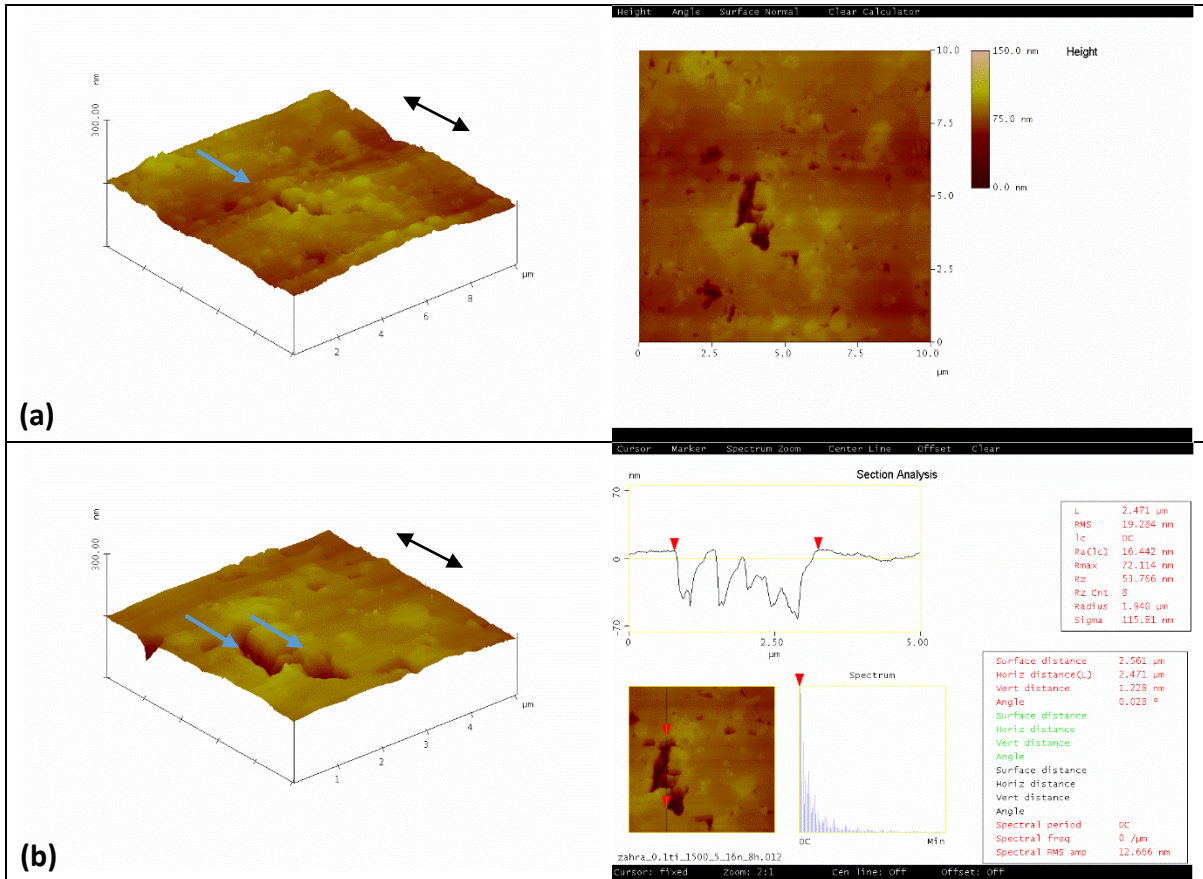 Height Angle Surface Normal Clear Calculator
nm
300.00
2
4
6
8
µm
10.0
7.5
5.0
2.5
0
0 2.5 5.0 7.5 10.0
µm
150.0 nm
75.0 nm
0.0 nm
Height
(a)
nm
300.00
1
2
3
4
µm
(b)
Cursor Marker Spectrum Zoom Center Line Offset Clear
Section Analysis
nm
70
0
-70
0 2.50 5.00
µm
L 2.471 µm
RMS 19.284 nm
lc DC
Ra(lc) 16.442 nm
Rmax 72.114 nm
Rz 53.766 nm
Rz Cnt 8
Radius 1.940 µm
Sigma 115.81 nm
Surface distance 2.561 µm
Horiz distance(L) 2.471 µm
Vert distance 1.228 nm
Angle 0.028 °
Surface distance
Horiz distance
Vert distance
Angle
Surface distance
Horiz distance
Vert distance
Angle
Spectral period DC
Spectral freq 0 /µm
Spectral RMS amp 12.666 nm
Spectrum
DC Min
zahra_0.1ti_1500_5_16n_8h.012
Cursor: fixed Zoom: 2:1 Cen line: Off Offset: Off